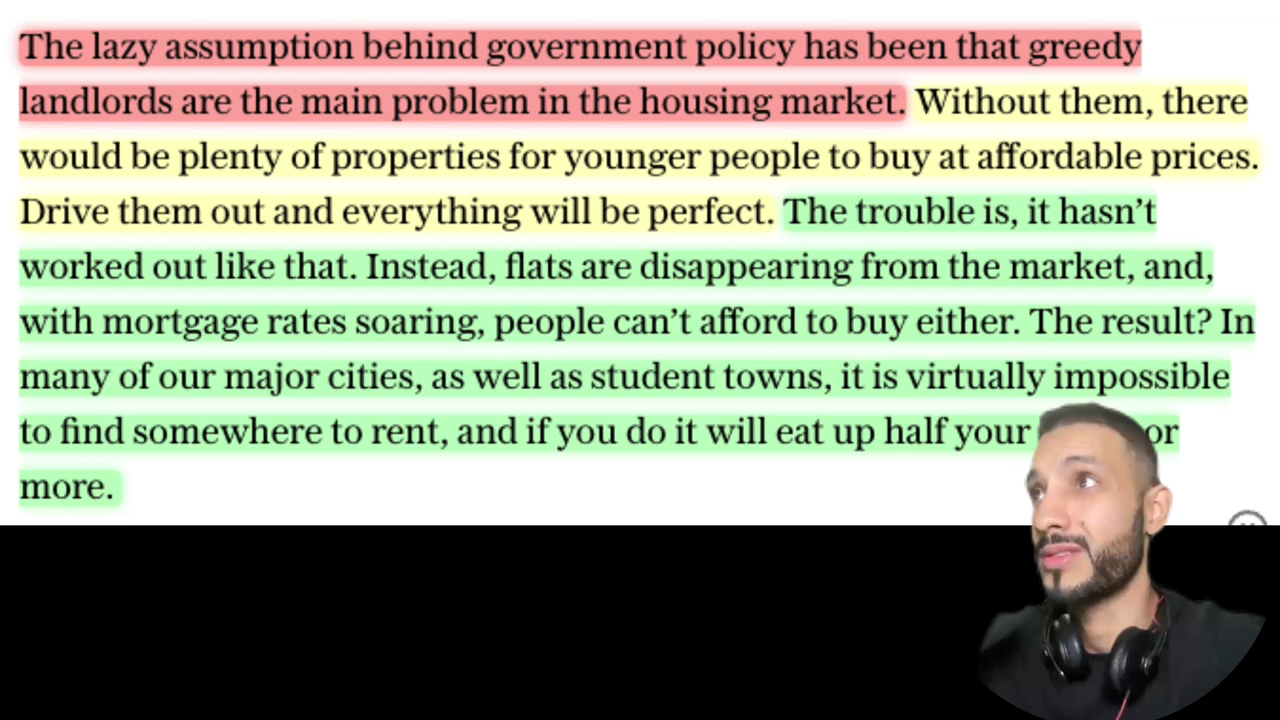 The lazy assumption behind government policy has been that greedy
landlords are the main problem in the housing market. Without them, there
would be plenty of properties for younger people to buy at affordable prices.
Drive them out and everything will be perfect. The trouble is, it hasn’t
worked out like that. Instead, flats are disappearing from the market, and,
with mortgage rates soaring, people can’t afford to buy either. The result? In
many of our major cities, as well as student towns, it is virtually impossible
to find somewhere to rent, and if you do it will eat up half your or
more.